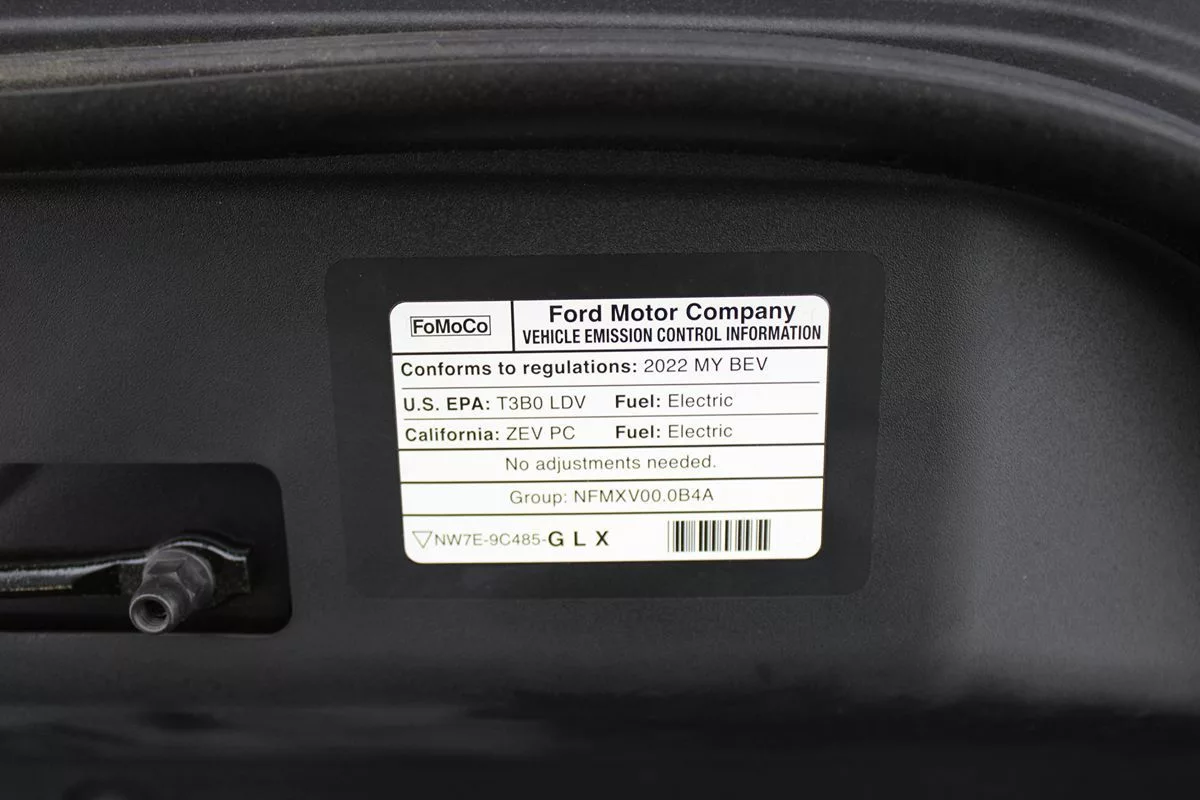 FoMoCo
Ford Motor Company
VEHICLE EMISSION CONTROL INFORMATION
Conforms to regulations: 2022 MY BEV
U.S. EPA: T3B0 LDV Fuel: Electric
California: ZEV PC Fuel: Electric
No adjustments needed.
Group: NFMXV00.0B4A
▽NW7E-9C485-G L X